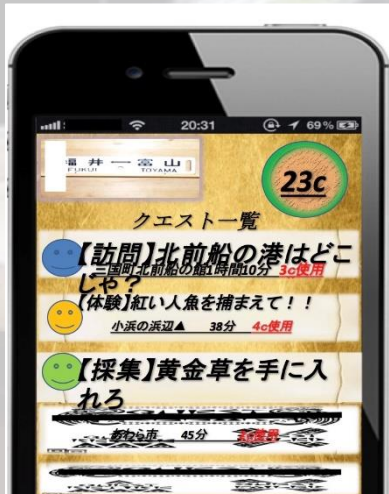 20:31 69%
福井ー富山
FUKUI TOYAMA
23c
クエスト一覧
【訪問】北前船の港はどこ
じゃ？
三国町北前船の館1時間10分 3c使用
【体験】紅い人魚を捕まえて！！
小浜の浜辺▲ 38分 4c使用
【採集】黄金草を手に入
れろ
あわら市 45分